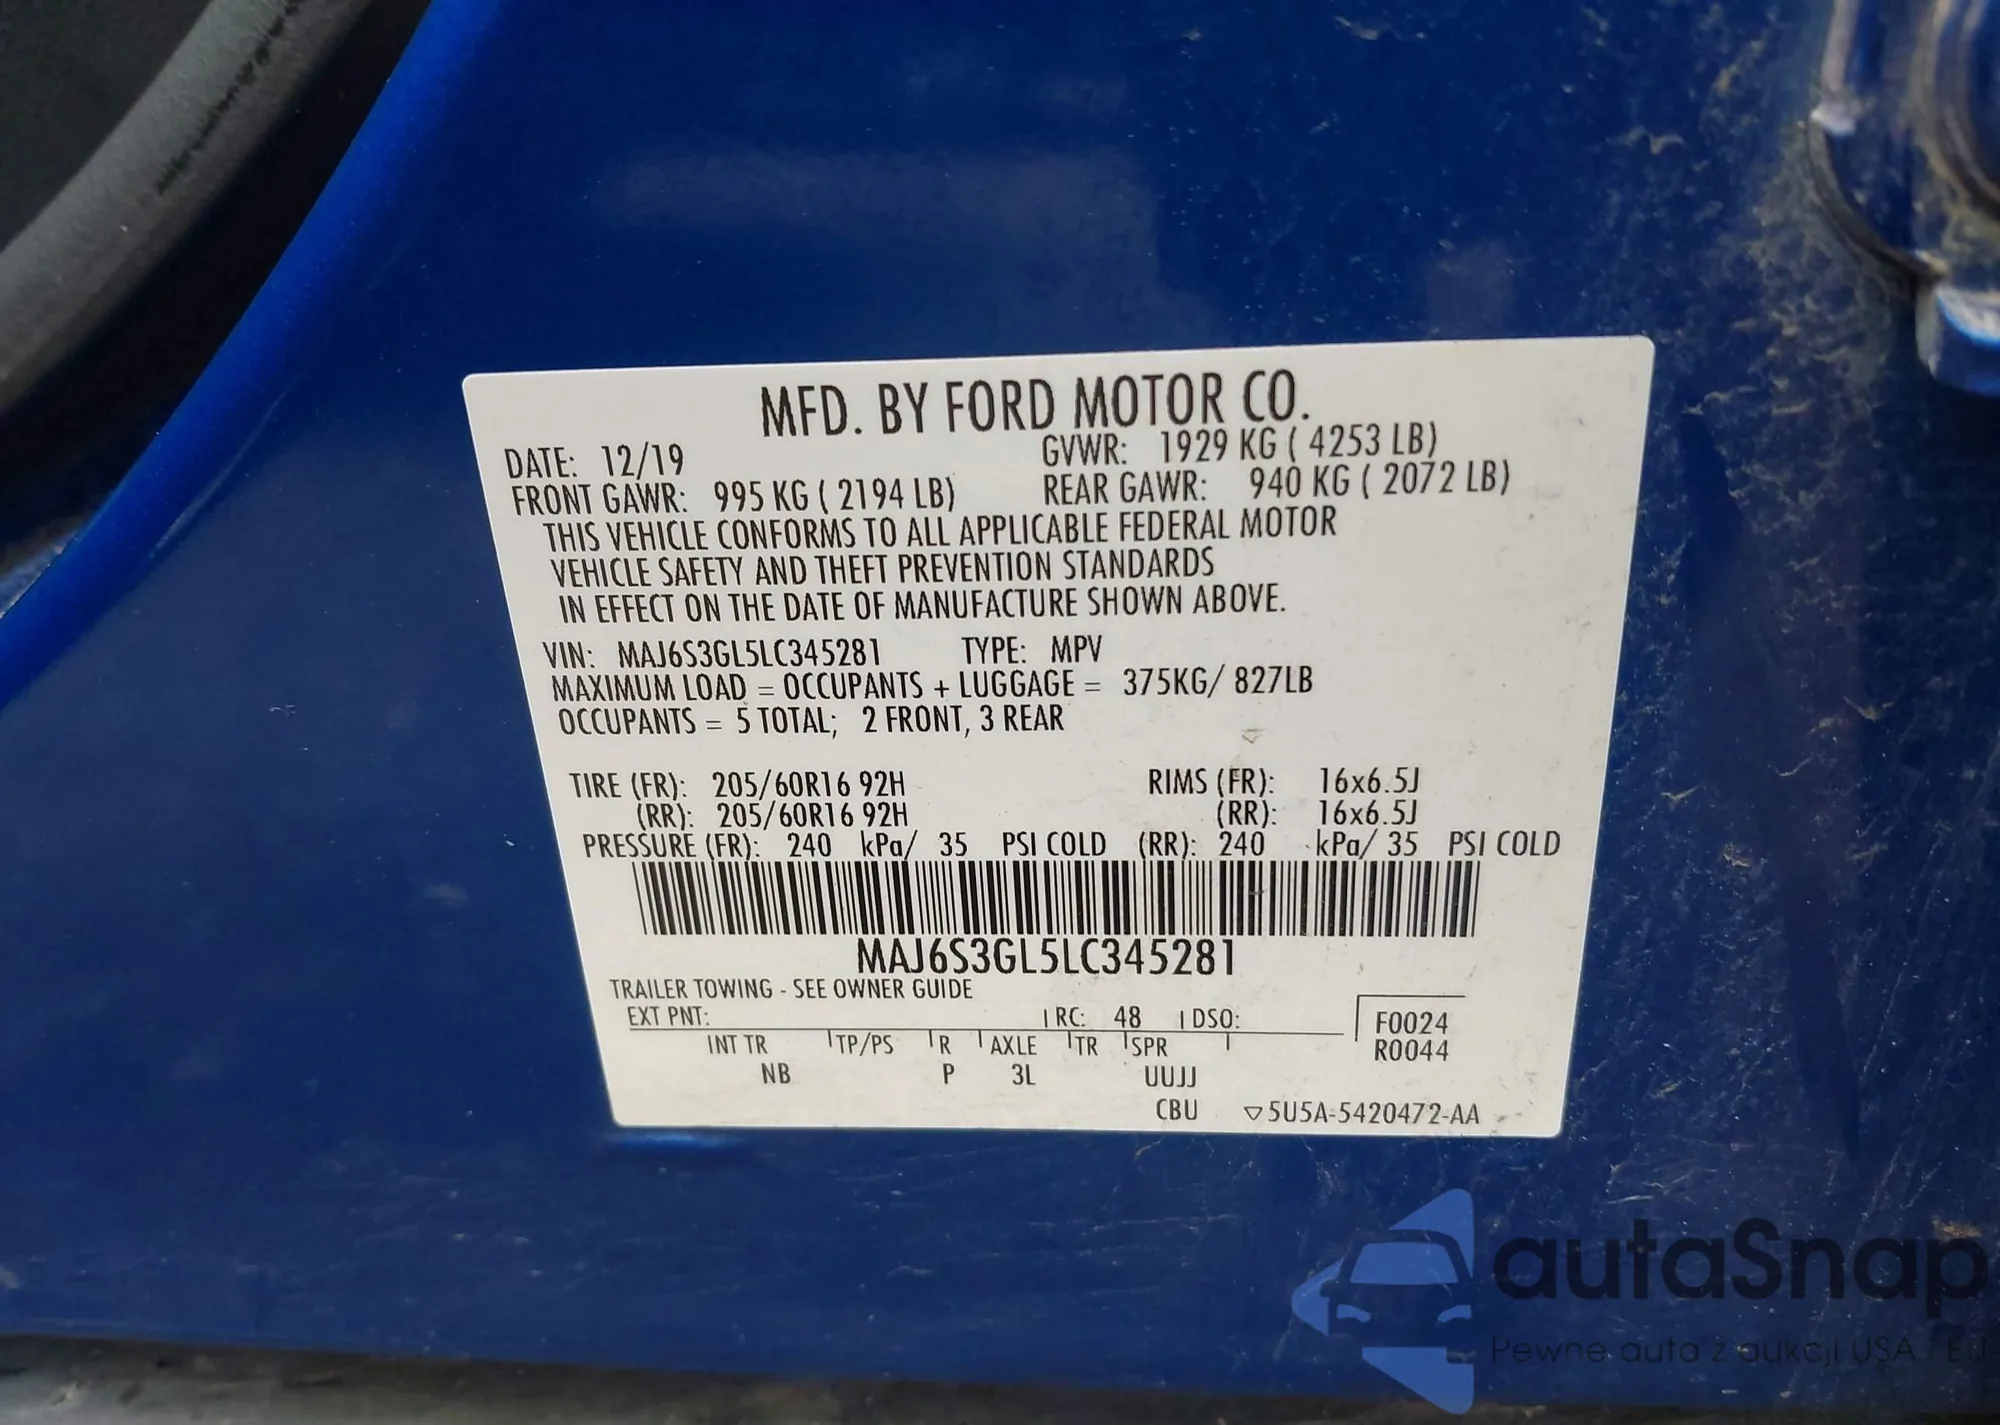 MFD. BY FORD MOTOR CO.
DATE: 12/19 GVWR: 1929 KG ( 4253 LB)
FRONT GAWR: 995 KG ( 2194 LB) REAR GAWR: 940 KG ( 2072 LB)
THIS VEHICLE CONFORMS TO ALL APPLICABLE FEDERAL MOTOR
VEHICLE SAFETY AND THEFT PREVENTION STANDARDS
IN EFFECT ON THE DATE OF MANUFACTURE SHOWN ABOVE.
VIN: MAJ6S3GL5LC345281 TYPE: MPV
MAXIMUM LOAD = OCCUPANTS + LUGGAGE = 375KG/ 827LB
OCCUPANTS = 5 TOTAL; 2 FRONT, 3 REAR
TIRE (FR): 205/60R16 92H RIMS (FR): 16x6.5J
(RR): 205/60R16 92H (RR): 16x6.5J
PRESSURE (FR): 240 kPa/ 35 PSI COLD (RR): 240 kPa/ 35 PSI COLD
MAJ6S3GL5LC345281
TRAILER TOWING - SEE OWNER GUIDE
EXT PNT: RC: 48 DSO: F0024
INT TR TP/PS R AXLE TR SPR R0044
NB P 3L UUJJ
CBU ▽5U5A-5420472-AA
autaSnap
Pewne auta z aukcji USA i EU